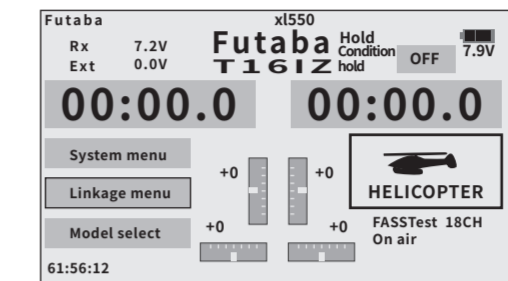 Futaba
xl550
Rx 7.2V
Ext 0.0V
Futaba
T16IZ
Hold
Condition
hold
OFF
7.9V
00:00.0
00:00.0
System menu
Linkage menu
Model select
+0
+0
+0
+0
HELICOPTER
FASSTest 18CH
On air
61:56:12